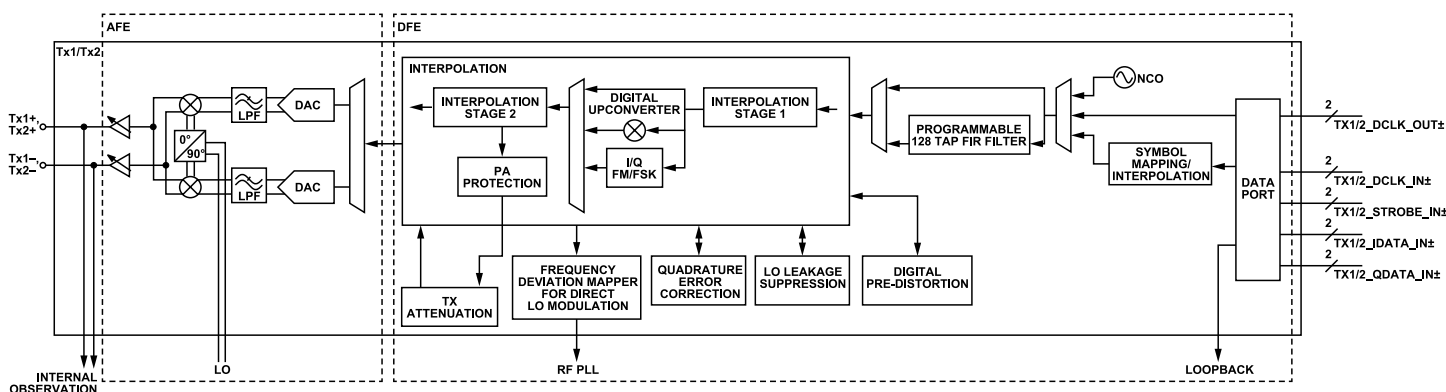 AFE
DFE
Tx1/Tx2
INTERPOLATION
NCO
Tx1+,
Tx2+
Tx1–,
Tx2–
0°
90°
LPF
DAC
LPF
DAC
INTERPOLATION
STAGE 2
DIGITAL
UPCONVERTER
INTERPOLATION
STAGE 1
I/Q
FM/FSK
PA
PROTECTION
PROGRAMMABLE
128 TAP FIR FILTER
SYMBOL
MAPPING/
INTERPOLATION
DATA
PORT
2
TX1/2_DCLK_OUT±
2
TX1/2_DCLK_IN±
2
TX1/2_STROBE_IN±
2
TX1/2_IDATA_IN±
2
TX1/2_QDATA_IN±
TX
ATTENUATION
FREQUENCY
DEVIATION MAPPER
FOR DIRECT
LO MODULATION
QUADRATURE
ERROR
CORRECTION
LO LEAKAGE
SUPPRESSION
DIGITAL
PRE-DISTORTION
INTERNAL
OBSERVATION
LO
RF PLL
LOOPBACK